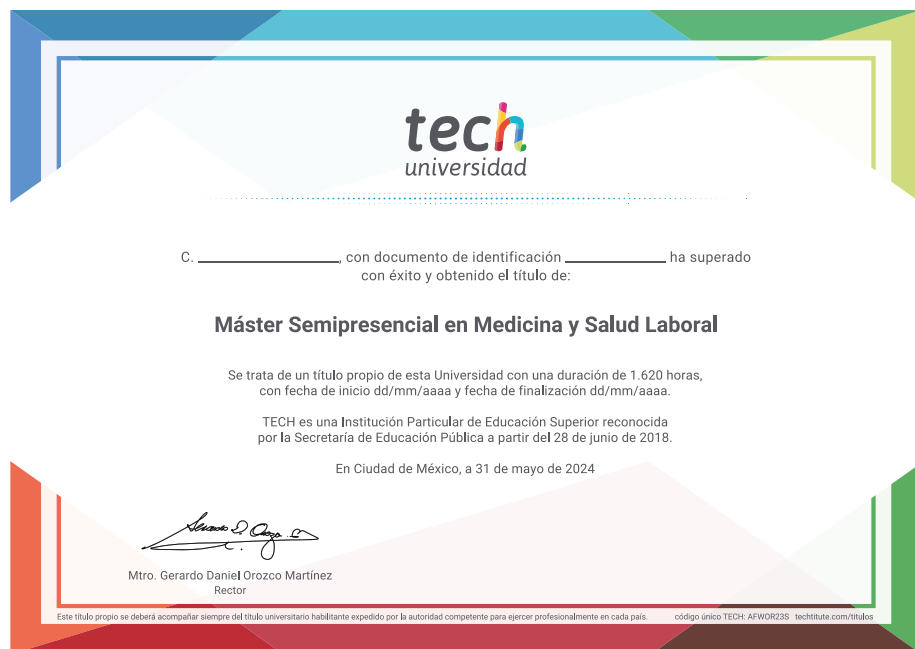 tech
universidad
C. ____________________, con documento de identificación ______________ ha superado
con éxito y obtenido el título de:
Máster Semipresencial en Medicina y Salud Laboral
Se trata de un título propio de esta Universidad con una duración de 1.620 horas,
con fecha de inicio dd/mm/aaaa y fecha de finalización dd/mm/aaaa.
TECH es una Institución Particular de Educación Superior reconocida
por la Secretaría de Educación Pública a partir del 28 de junio de 2018.
En Ciudad de México, a 31 de mayo de 2024
Mtro. Gerardo Daniel Orozco Martínez
Rector
Este título propio se deberá acompañar siempre del título universitario habilitante expedido por la autoridad competente para ejercer profesionalmente en cada país. código único TECH: AFWOR23S techtitute.com/titulos